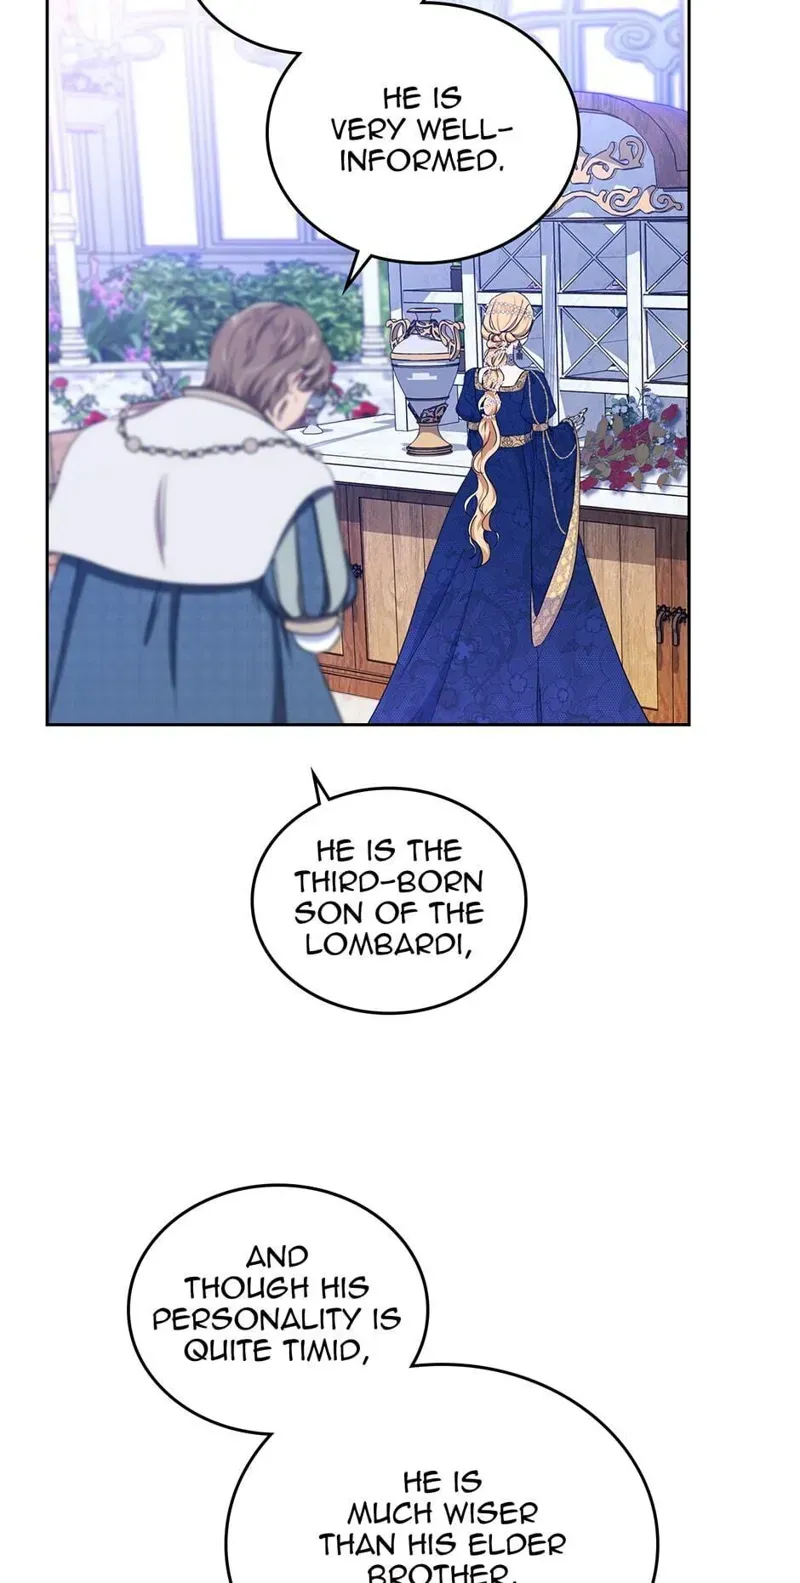 HE IS
VERY WELL-
INFORMED.
HE IS THE
THIRD-BORN
SON OF THE
LOMBARDI,
AND
THOUGH HIS
PERSONALITY IS
QUITE TIMID,
HE IS
MUCH WISER
THAN HIS ELDER
BROTHER.